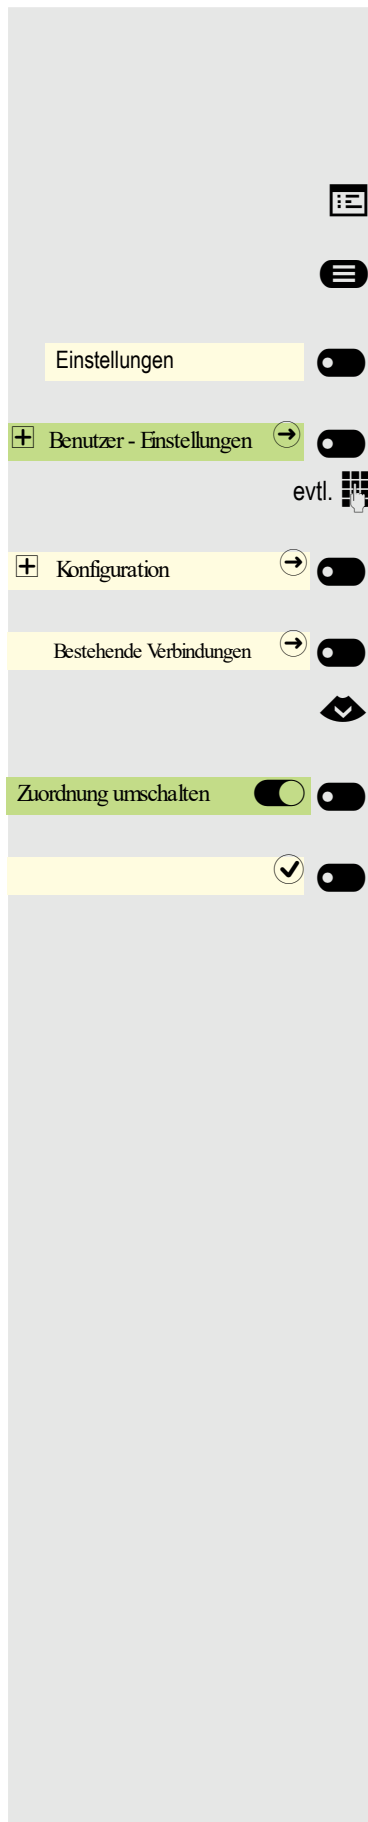 Einstellungen
Benutzer - Einstellungen
evtl.
Konfiguration
Bestehende Verbindungen
Zuordnung umschalten